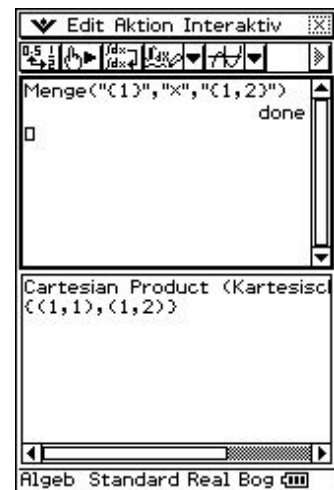 Edit Aktion Interaktiv
Menge("{1}","×","{1,2}")
done
Cartesian Product (Kartesisc
{(1,1),(1,2)}
Algeb Standard Real Bog